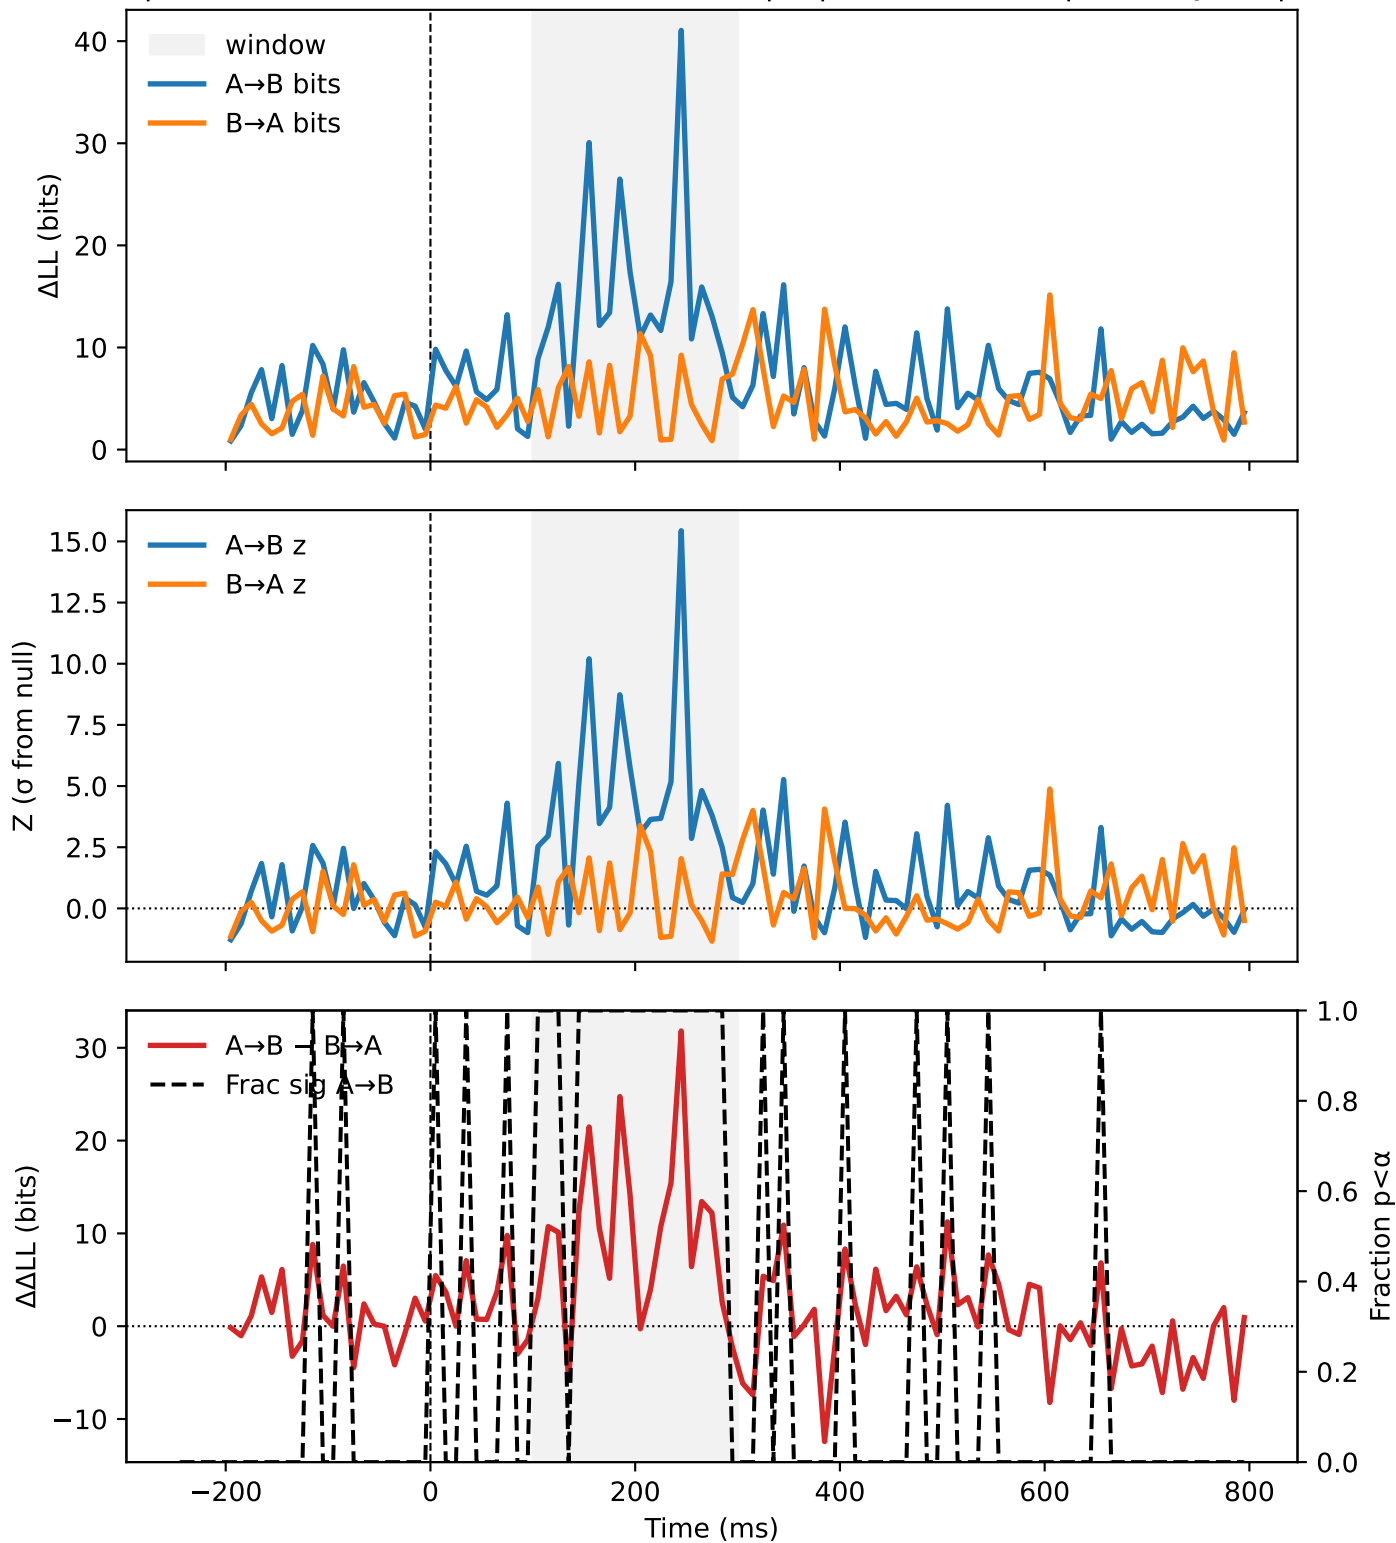 40
30
20
10
0
ΔLL (bits)
window
A→B bits
B→A bits
15.0
12.5
10.0
7.5
5.0
2.5
0.0
Z (σ from null)
A→B z
B→A z
30
20
10
0
−10
ΔΔLL (bits)
A→B − B→A
Frac sig A→B
1.0
0.8
0.6
0.4
0.2
0.0
Fraction p<α
−200 0 200 400 600 800
Time (ms)